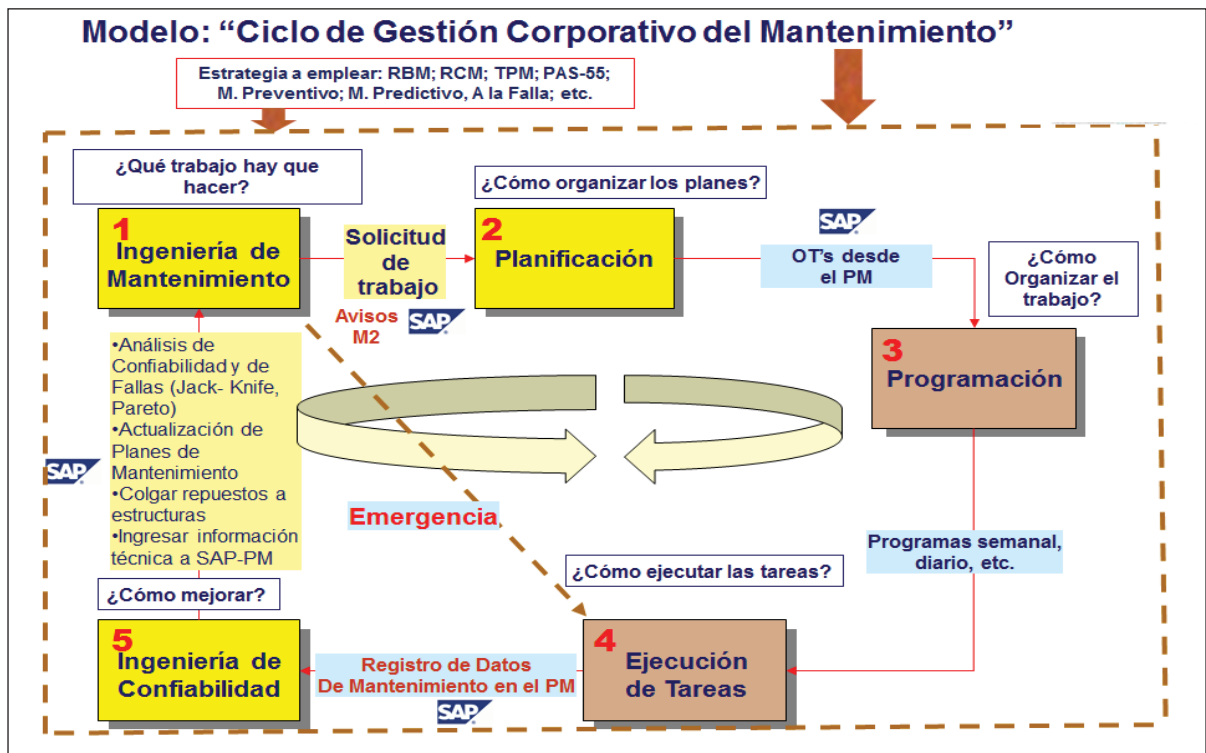 Modelo: “Ciclo de Gestión Corporativo del Mantenimiento”
Estrategia a emplear: RBM; RCM; TPM; PAS-55;
M. Preventivo; M. Predictivo, A la Falla; etc.
¿Qué trabajo hay que
hacer?
1
Ingeniería de
Mantenimiento
Solicitud
de
trabajo
Avisos
M2
SAP
¿Cómo organizar los planes?
2
Planificación
SAP
OT's desde
el PM
¿Cómo
Organizar el
trabajo?
3
Programación
•Análisis de
Confiabilidad y de
Fallas (Jack- Knife,
Pareto)
•Actualización de
Planes de
Mantenimiento
•Colgar repuestos a
estructuras
•Ingresar información
técnica a SAP-PM
SAP
Emergencia
Programas semanal,
diario, etc.
¿Cómo ejecutar las tareas?
4
Ejecución
de Tareas
Registro de Datos
De Mantenimiento en el PM
SAP
¿Cómo mejorar?
5
Ingeniería de
Confiabilidad